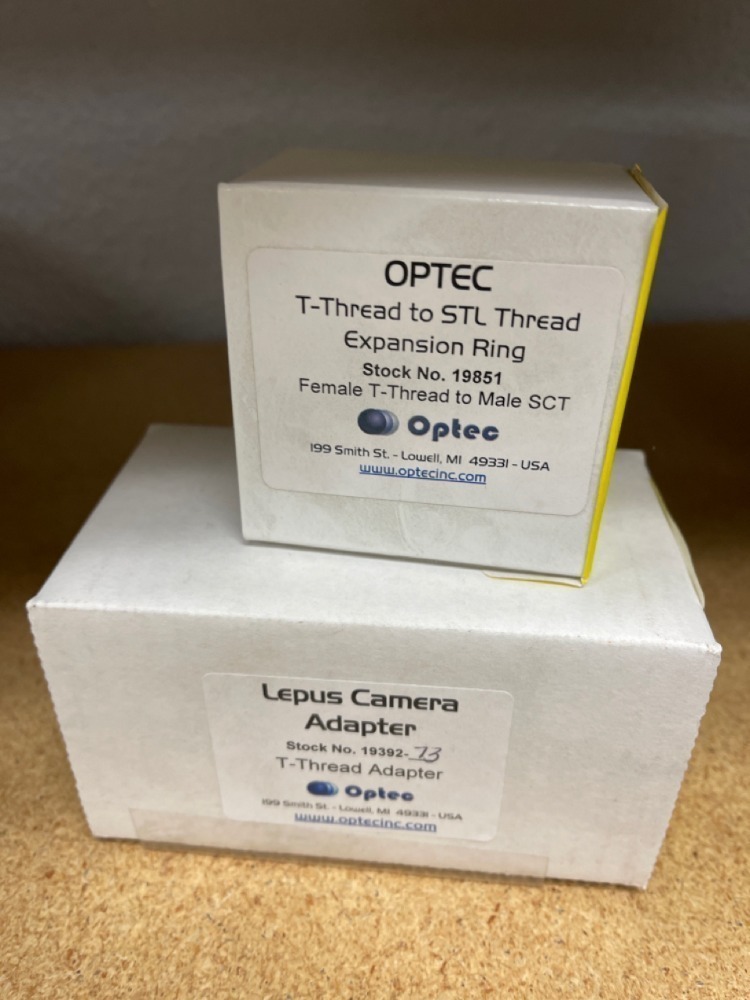 OPTEC
T-Thread to STL Thread
Expansion Ring
Stock No. 19851
Female T-Thread to Male SCT
Optec
199 Smith St. - Lowell, MI 49331 - USA
www.optecinc.com
Lepus Camera
Adapter
Stock No. 19392-73
T-Thread Adapter
Optec
199 Smith St. - Lowell, MI 49331 - USA
www.optecinc.com